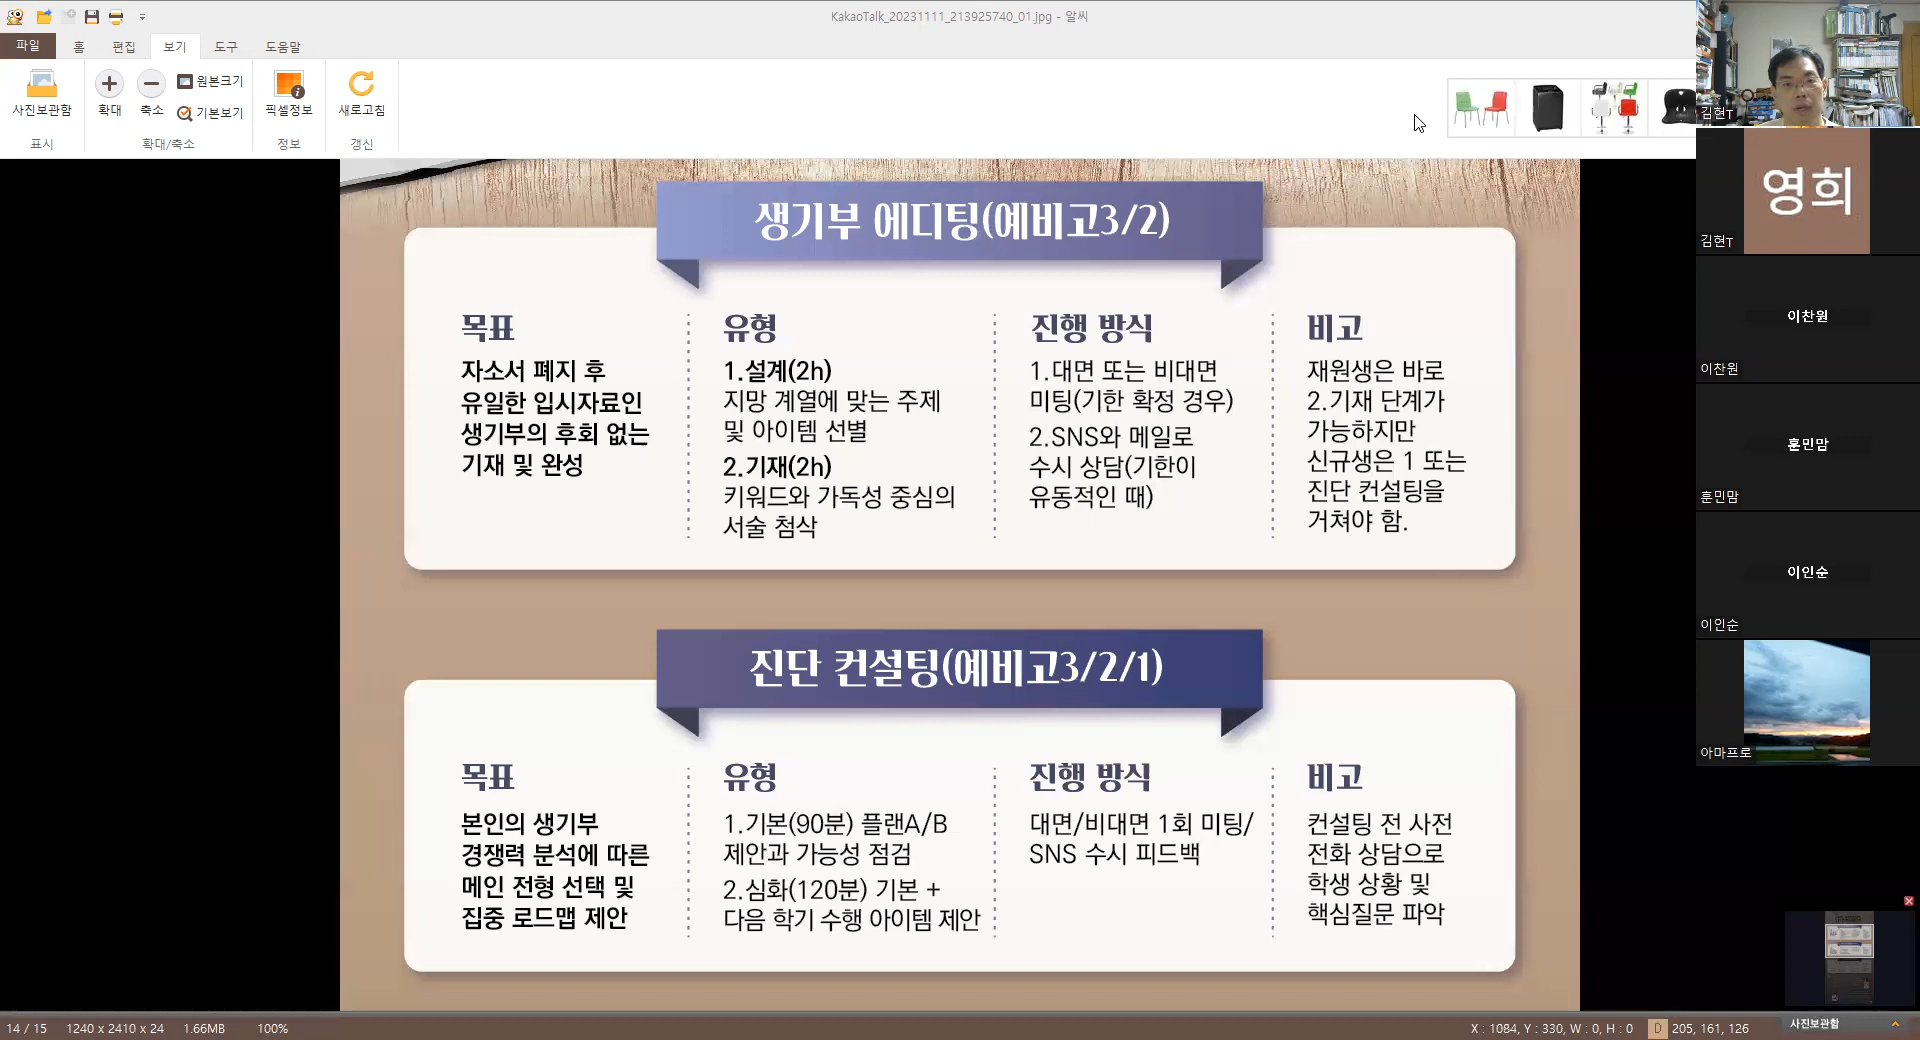 KakaoTalk_20231111_213925740_01.jpg - 알씨
파일 홈 편집 보기 도구 도움말
사진보관함 확대 축소 원본크기 기본보기 픽셀정보 새로고침
표시 확대/축소 정보 갱신
생기부 에디팅(예비고3/2)
목표
자소서 폐지 후
유일한 입시자료인
생기부의 후회 없는
기재 및 완성
유형
1.설계(2h)
지망 계열에 맞는 주제
및 아이템 선별
2.기재(2h)
키워드와 가독성 중심의
서술 첨삭
진행 방식
1.대면 또는 비대면
미팅(기한 확정 경우)
2.SNS와 메일로
수시 상담(기한이
유동적인 때)
비고
재원생은 바로
2.기재 단계가
가능하지만
신규생은 1 또는
진단 컨설팅을
거쳐야 함.
진단 컨설팅(예비고3/2/1)
목표
본인의 생기부
경쟁력 분석에 따른
메인 전형 선택 및
집중 로드맵 제안
유형
1.기본(90분) 플랜A/B
제안과 가능성 점검
2.심화(120분) 기본 +
다음 학기 수행 아이템 제안
진행 방식
대면/비대면 1회 미팅/
SNS 수시 피드백
비고
컨설팅 전 사전
전화 상담으로
학생 상황 및
핵심질문 파악
김현T
영희
김현T
이찬원
이찬원
훈민맘
훈민맘
이인순
이인순
아마프로
14 / 15 1240 x 2410 x 24 1.66MB 100%
X : 1084, Y : 330, W : 0, H : 0 D 205, 161, 126 사진보관함